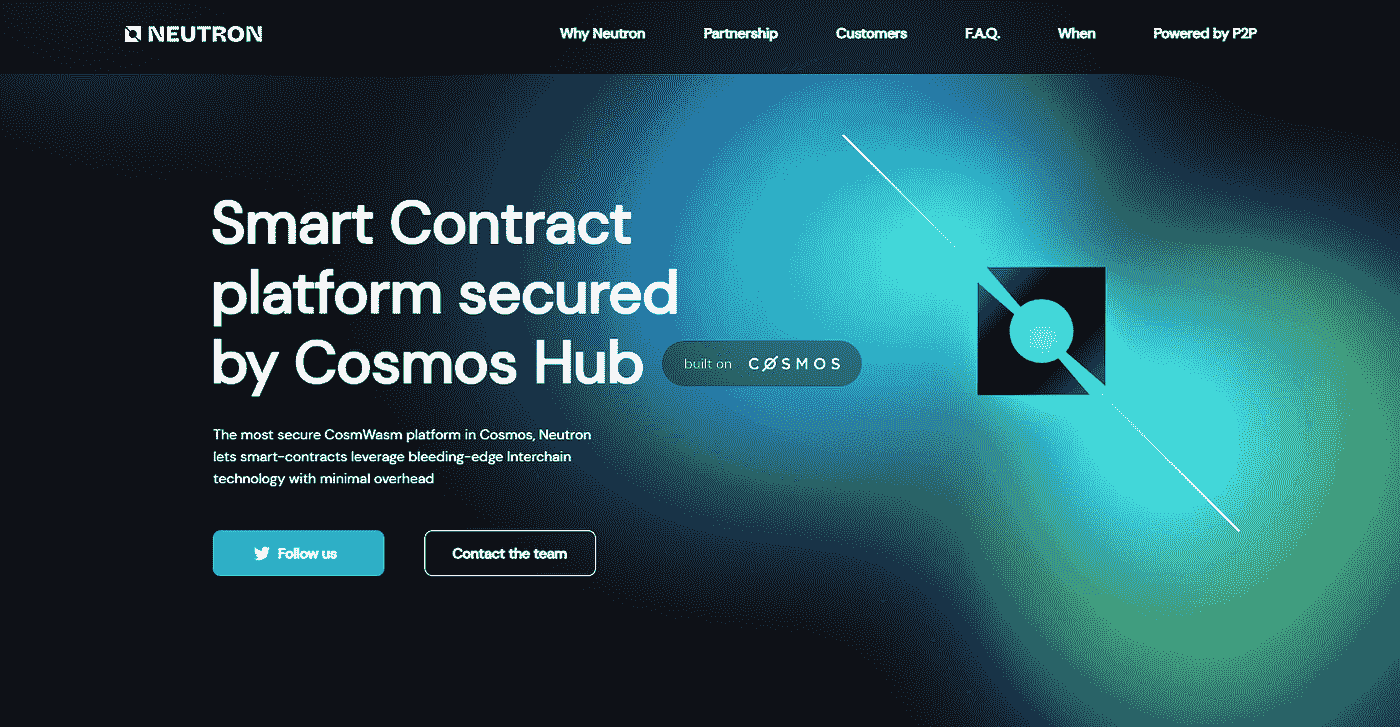 NEUTRON
Why Neutron
Partnership
Customers
F.A.Q.
When
Powered by P2P
Smart Contract
platform secured
by Cosmos Hub
built on CØSMOS
The most secure CosmWasm platform in Cosmos, Neutron
lets smart-contracts leverage bleeding-edge Interchain
technology with minimal overhead
Follow us
Contact the team